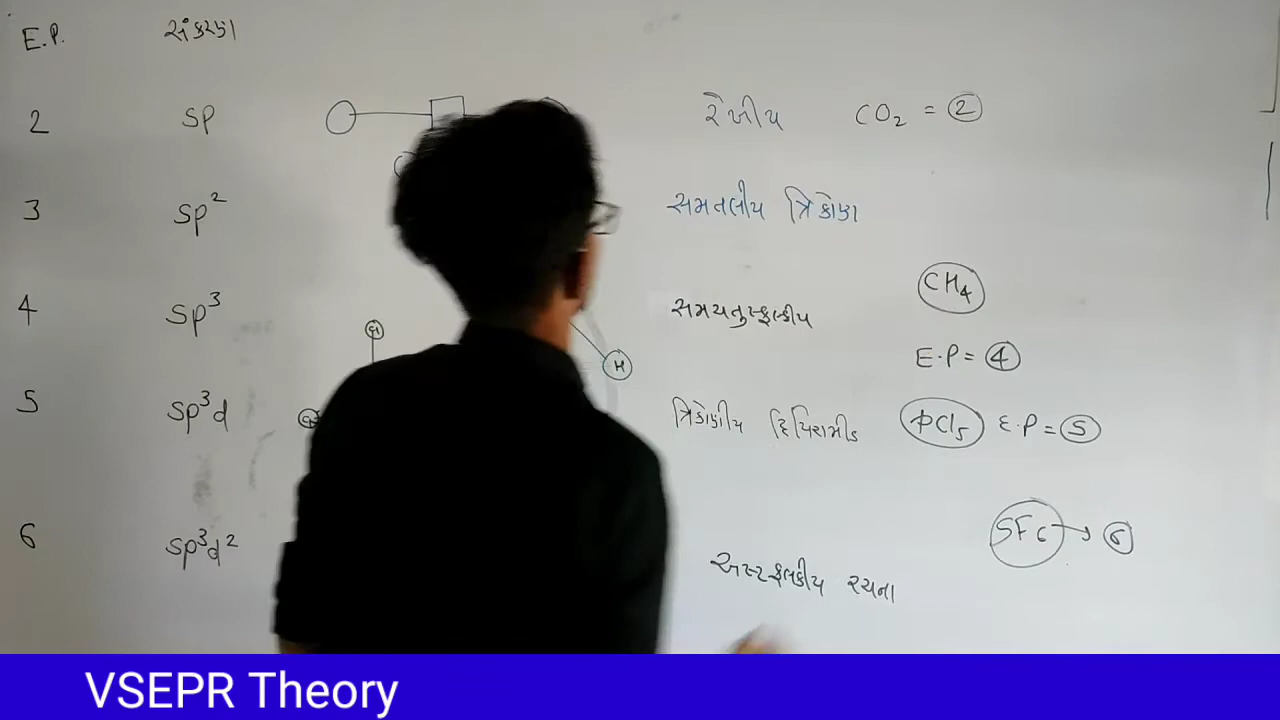 E.P. સંકરણ
2 sp રેખીય CO₂ = 2
3 sp² સમતલીય ત્રિકોણ
4 sp³ સમચતુસ્ફલકીય CH₄
Cl
H
E.P = 4
5 sp³d ત્રિકોણીય દ્વિપિરામીડ PCl₅ E.P = 5
6 sp³d² SF₆ → 6
અષ્ટફલકીય રચના
VSEPR Theory